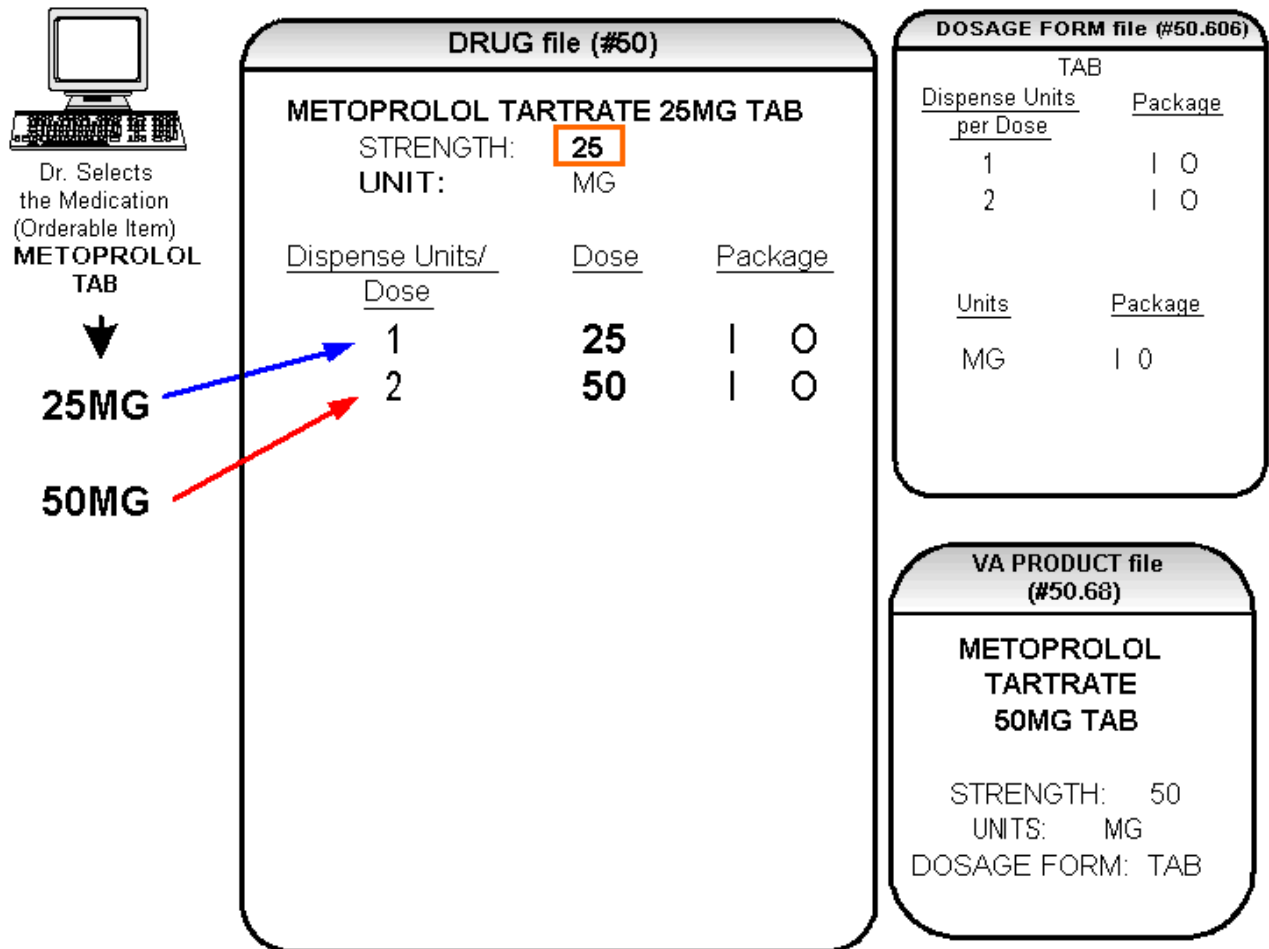 Dr. Selects
the Medication
(Orderable Item)
METOPROLOL
TAB
25MG
50MG
DRUG file (#50)
METOPROLOL TARTRATE 25MG TAB
STRENGTH: 25
UNIT: MG
Dispense Units/ Dose Package
Dose
1 25 I O
2 50 I O
DOSAGE FORM file (#50.606)
TAB
Dispense Units Package
per Dose
1 I O
2 I O
Units Package
MG I 0
VA PRODUCT file
(#50.68)
METOPROLOL
TARTRATE
50MG TAB
STRENGTH: 50
UNITS: MG
DOSAGE FORM: TAB